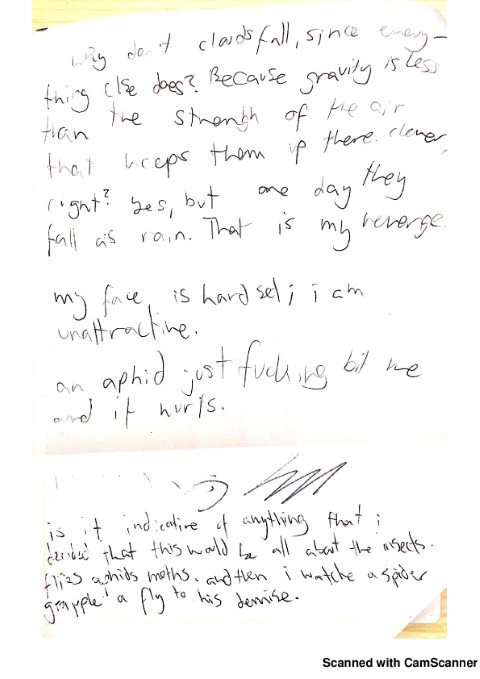 why don't clouds fall, since every-
thing else does? Because gravity is less
than the strength of the air
that keeps them up there. clever,
right? yes, but one day they
fall as rain. That is my revenge.
my face is hard set; i am
unattractive.
an aphid just fucking bit me
and it hurts.
is it indicative of anything that i
decided that this would be all about the insects.
flies aphids moths. and then i watche a spider
grapple a fly to his demise.
Scanned with CamScanner